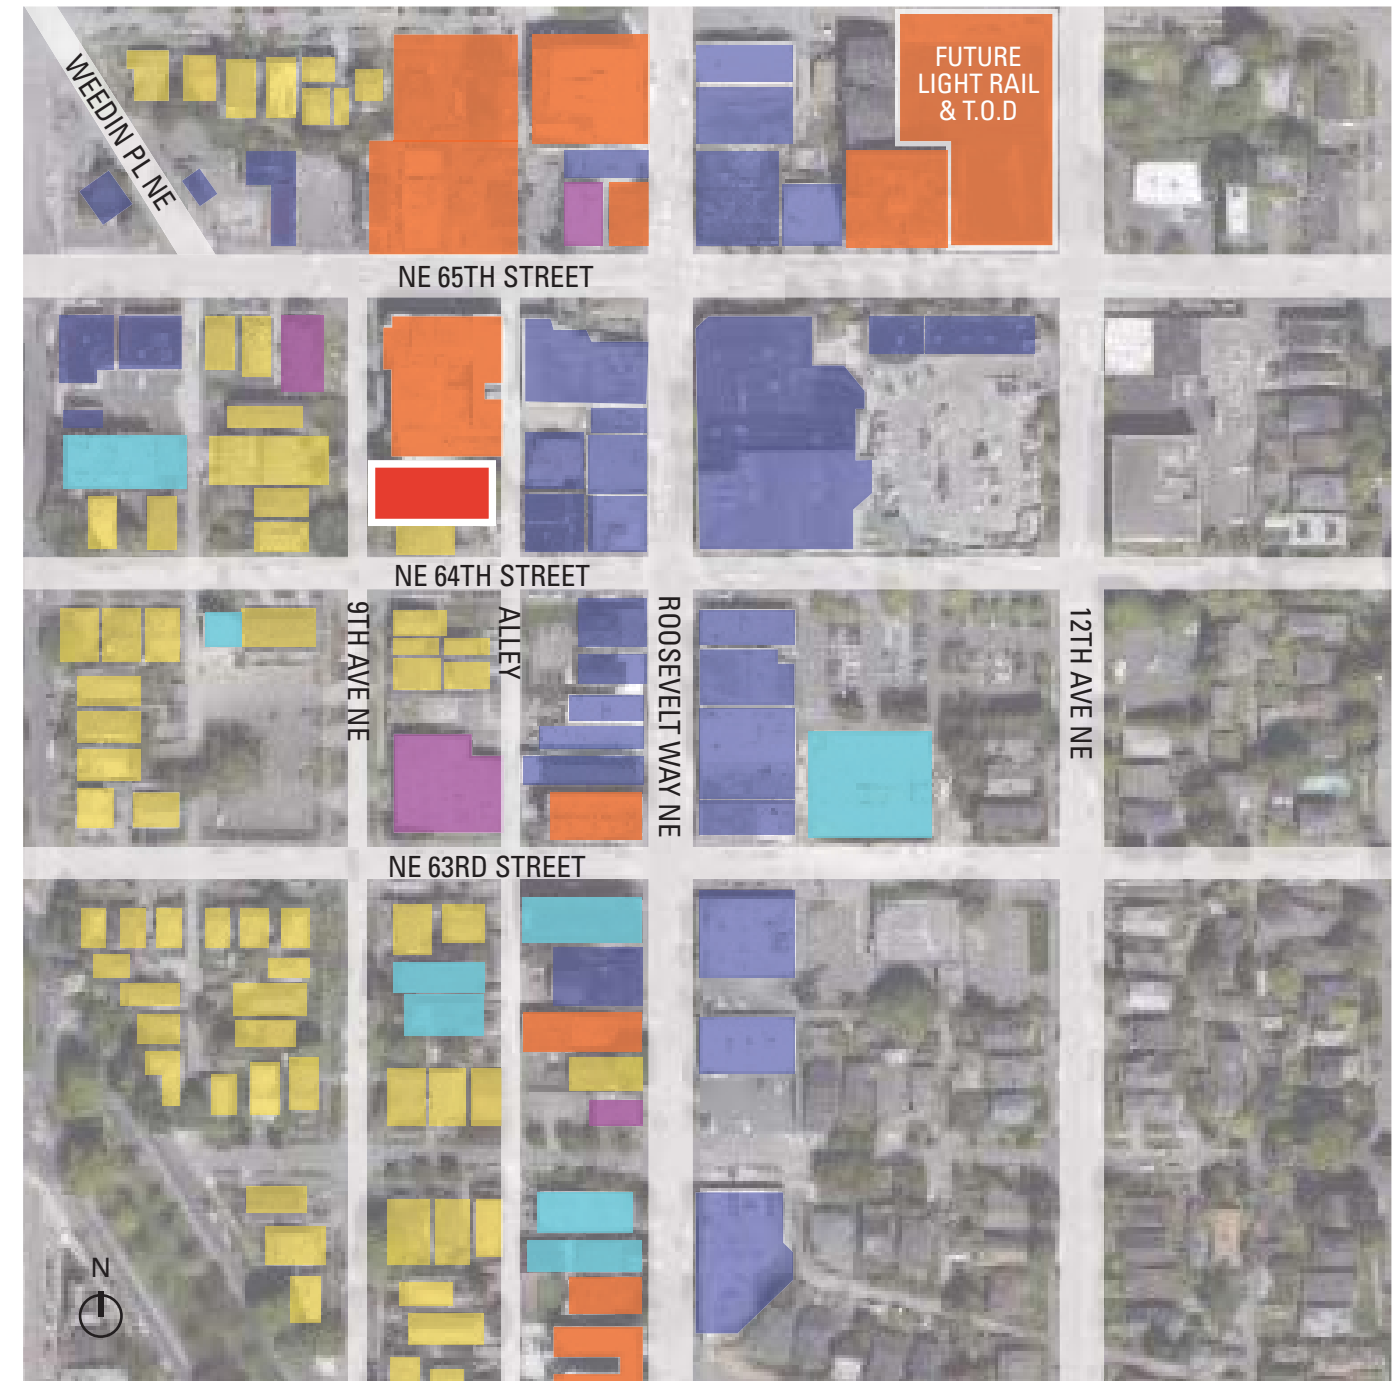 WEEDIN PL NE
FUTURE
LIGHT RAIL
& T.O.D
NE 65TH STREET
NE 64TH STREET
9TH AVE NE
ALLEY
ROOSEVELT WAY NE
12TH AVE NE
NE 63RD STREET
N